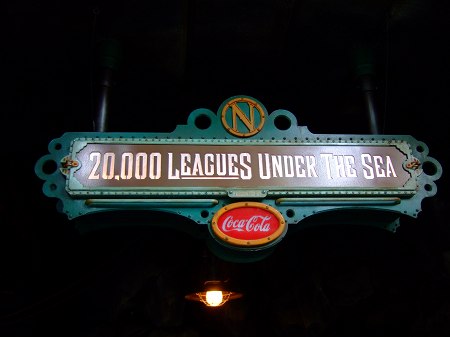 N
20,000 LEAGUES UNDER THE SEA
Coca-Cola